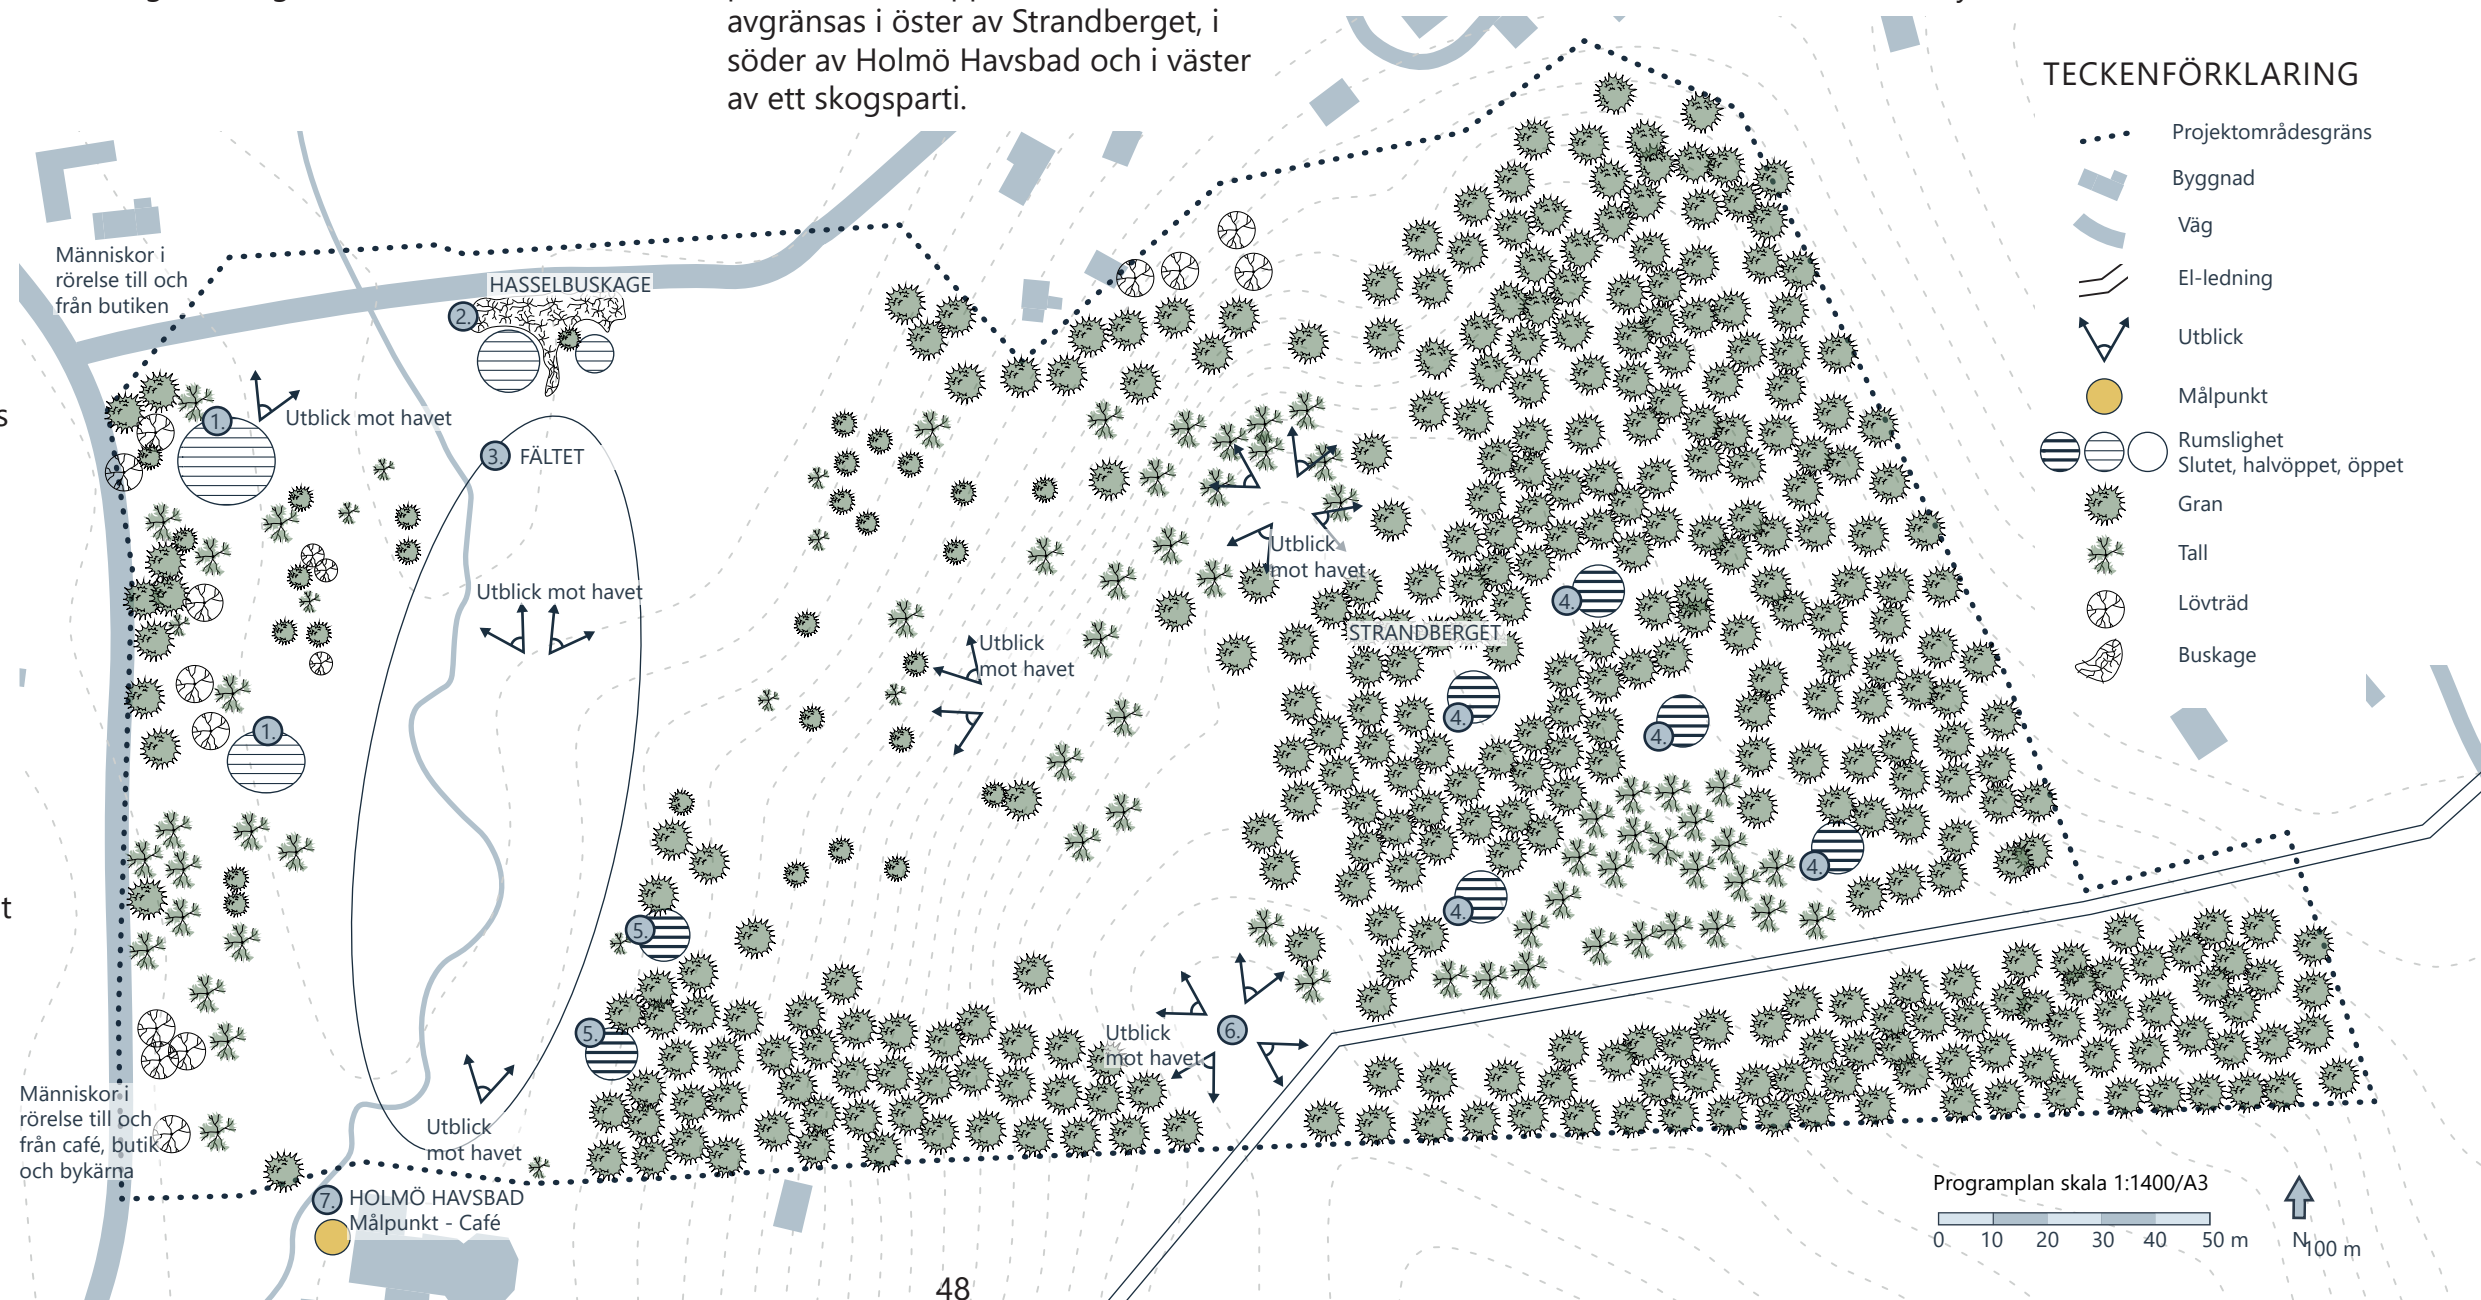 avgränsas i öster av Strandberget, i
söder av Holmö Havsbad och i väster
av ett skogsparti.
TECKENFÖRKLARING
Projektområdesgräns
Byggnad
Väg
El-ledning
Utblick
Målpunkt
Rumslighet
Slutet, halvöppet, öppet
Gran
Tall
Lövträd
Buskage
Människor i
rörelse till och
från butiken
HASSELBUSKAGE
2.
1.
Utblick mot havet
s
3.
FÄLTET
Utblick
mot havet
Utblick mot havet
4.
STRANDBERGET
Utblick
mot havet
4.
4.
1.
4.
4.
t
5.
5.
6.
Utblick
mot havet
Människor i
rörelse till och
från café, butik
och bykärna
Utblick
mot havet
7.
HOLMÖ HAVSBAD
Målpunkt - Café
Programplan skala 1:1400/A3
0 10 20 30 40 50 m
N
100 m
48